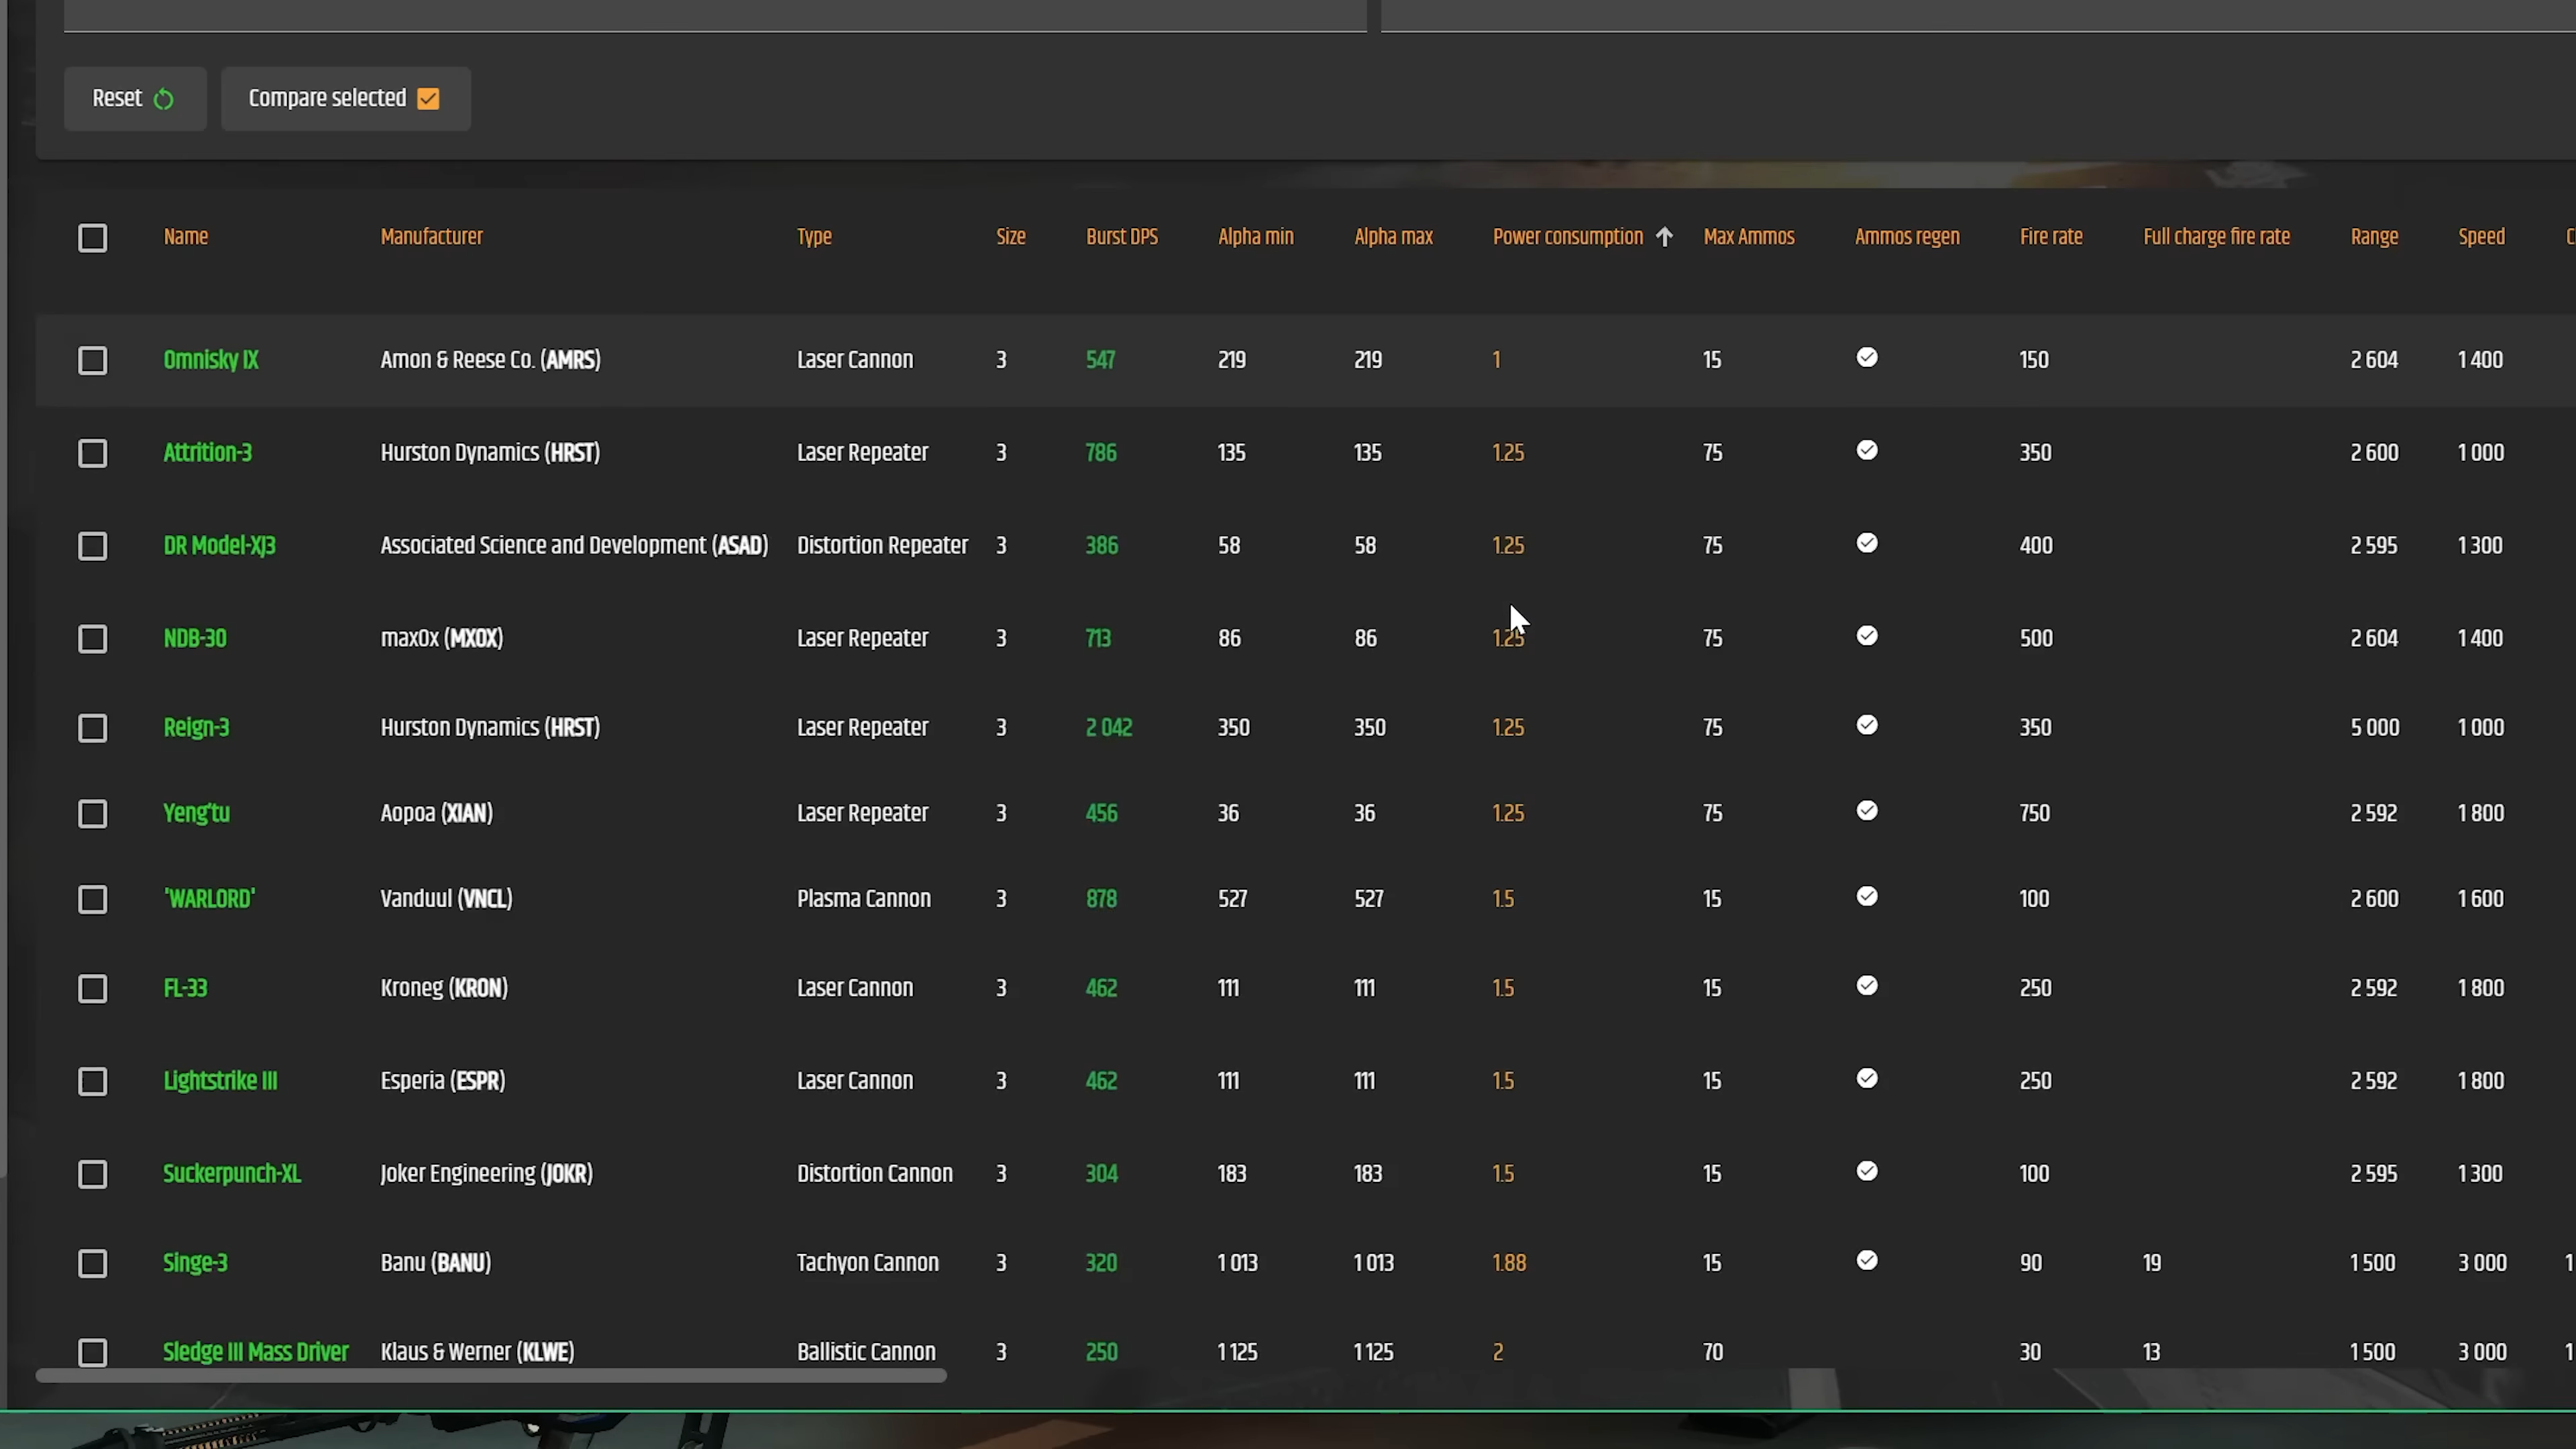 Reset
Compare selected
Name Manufacturer Type Size Burst DPS Alpha min Alpha max Power consumption Max Ammos Ammos regen Fire rate Full charge fire rate Range Speed
Omnisky IX Amon & Reese Co. (AMRS) Laser Cannon 3 547 219 219 1 15 150 2 604 1 400
Attrition-3 Hurston Dynamics (HRST) Laser Repeater 3 786 135 135 1.25 75 350 2 600 1 000
DR Model-XJ3 Associated Science and Development (ASAD) Distortion Repeater 3 386 58 58 1.25 75 400 2 595 1 300
NDB-30 maxOx (MXOX) Laser Repeater 3 713 86 86 1.25 75 500 2 604 1 400
Reign-3 Hurston Dynamics (HRST) Laser Repeater 3 2 042 350 350 1.25 75 350 5 000 1 000
Yeng'tu Aopoa (XIAN) Laser Repeater 3 456 36 36 1.25 75 750 2 592 1 800
'WARLORD' Vanduul (VNCL) Plasma Cannon 3 878 527 527 1.5 15 100 2 600 1 600
FL-33 Kroneg (KRON) Laser Cannon 3 462 111 111 1.5 15 250 2 592 1 800
Lightstrike III Esperia (ESPR) Laser Cannon 3 462 111 111 1.5 15 250 2 592 1 800
Suckerpunch-XL Joker Engineering (JOKR) Distortion Cannon 3 304 183 183 1.5 15 100 2 595 1 300
Singe-3 Banu (BANU) Tachyon Cannon 3 320 1 013 1 013 1.88 15 90 19 1 500 3 000
Sledge III Mass Driver Klaus & Werner (KLWE) Ballistic Cannon 3 250 1 125 1 125 2 70 30 13 1 500 3 000